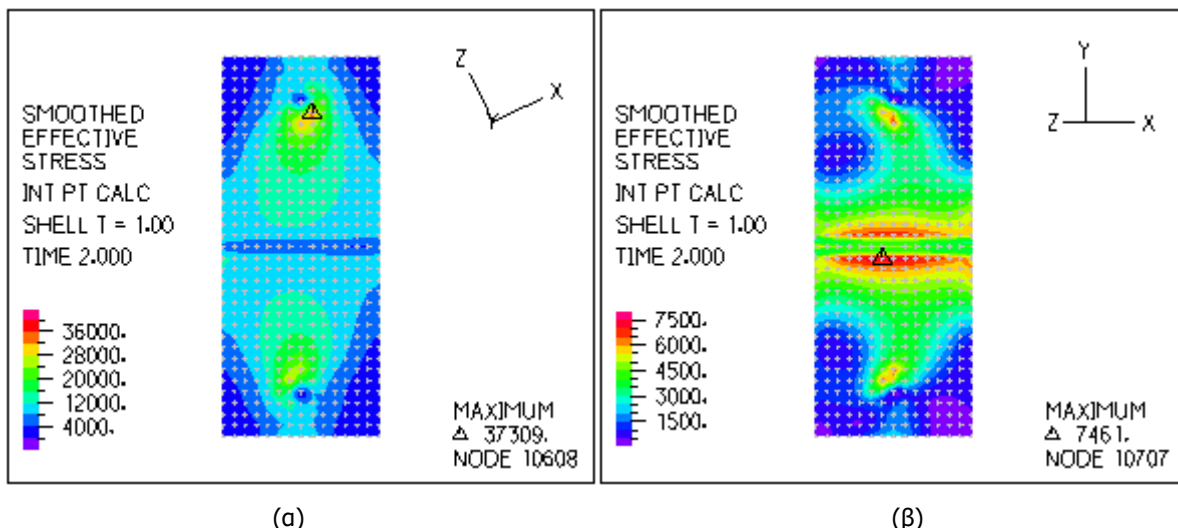 Z
X
Y
SMOOTHED
EFFECTIVE
STRESS
INT PT CALC
SHELL T = 1.00
TIME 2.000
36000.
28000.
20000.
12000.
4000.
MAXIMUM
37309.
NODE 10608
Y
Z
X
SMOOTHED
EFFECTIVE
STRESS
INT PT CALC
SHELL T = 1.00
TIME 2.000
7500.
6000.
4500.
3000.
1500.
MAXIMUM
7461.
NODE 10707
(α)
(β)